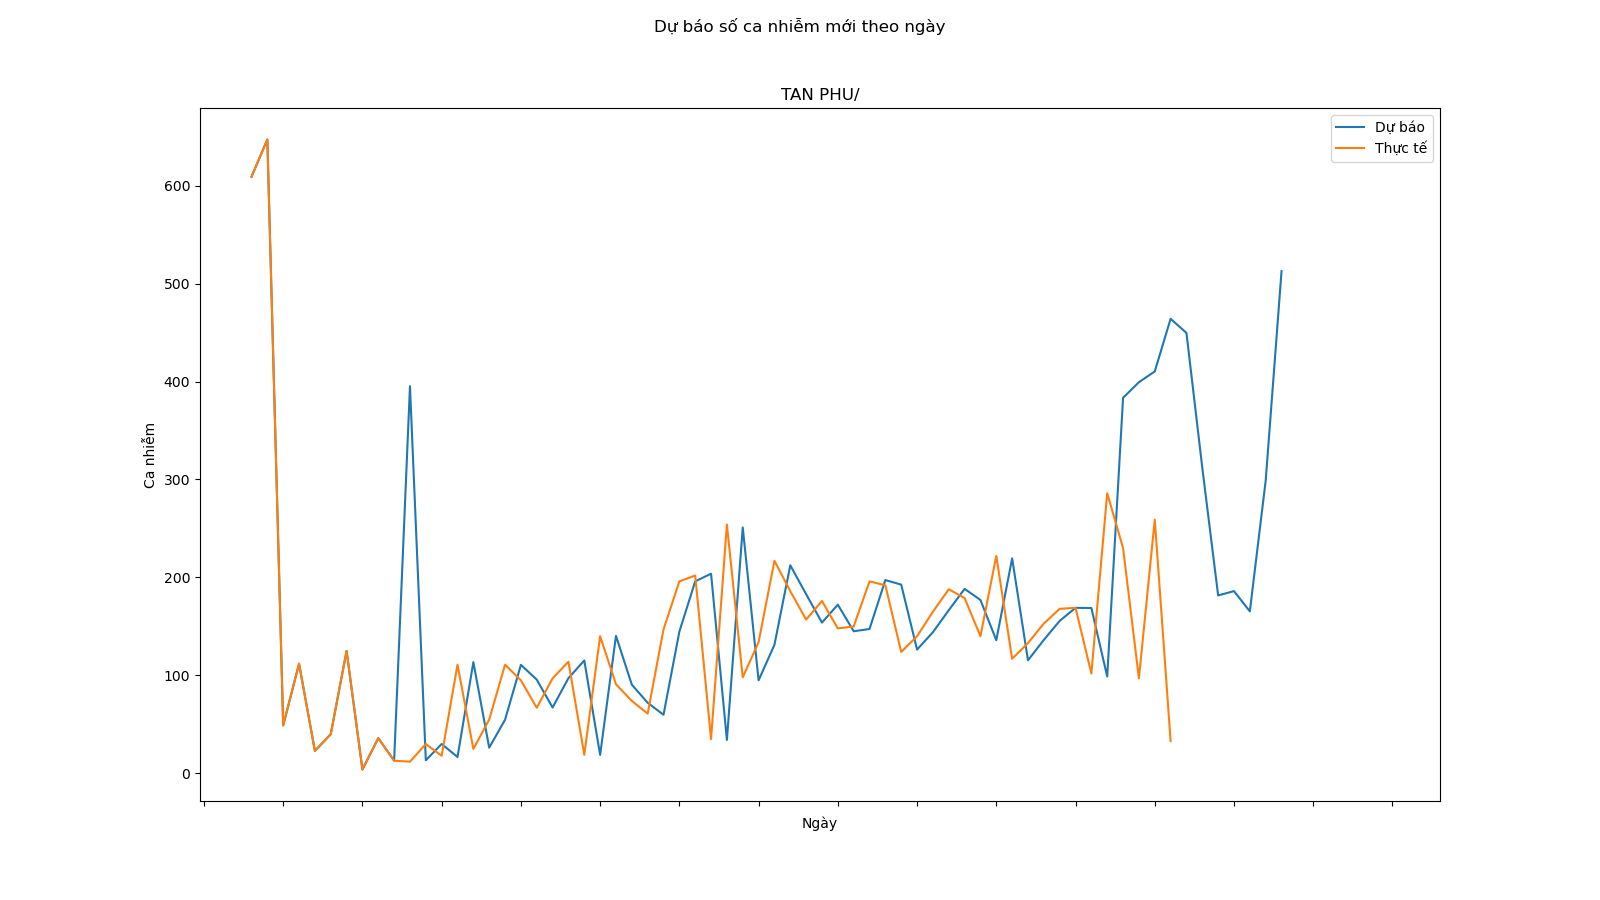 Dự báo số ca nhiễm mới theo ngày
TAN PHU/
Dự báo
Thực tế
600
500
400
300
200
100
0
Ca nhiễm
Ngày